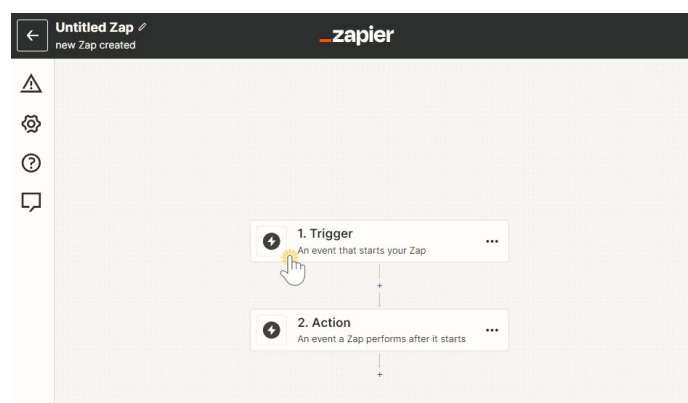 Untitled Zap
new Zap created
_zapier
1. Trigger
An event that starts your Zap
2. Action
An event a Zap performs after it starts